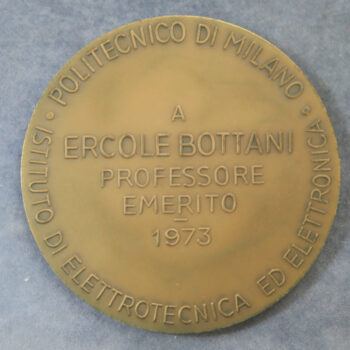 POLITECNICO DI MILANO
A
ERCOLE BOTTANI
PROFESSORE
EMERITO
1973
ISTITUTO DI ELETTROTECNICA ED ELETTRONICA